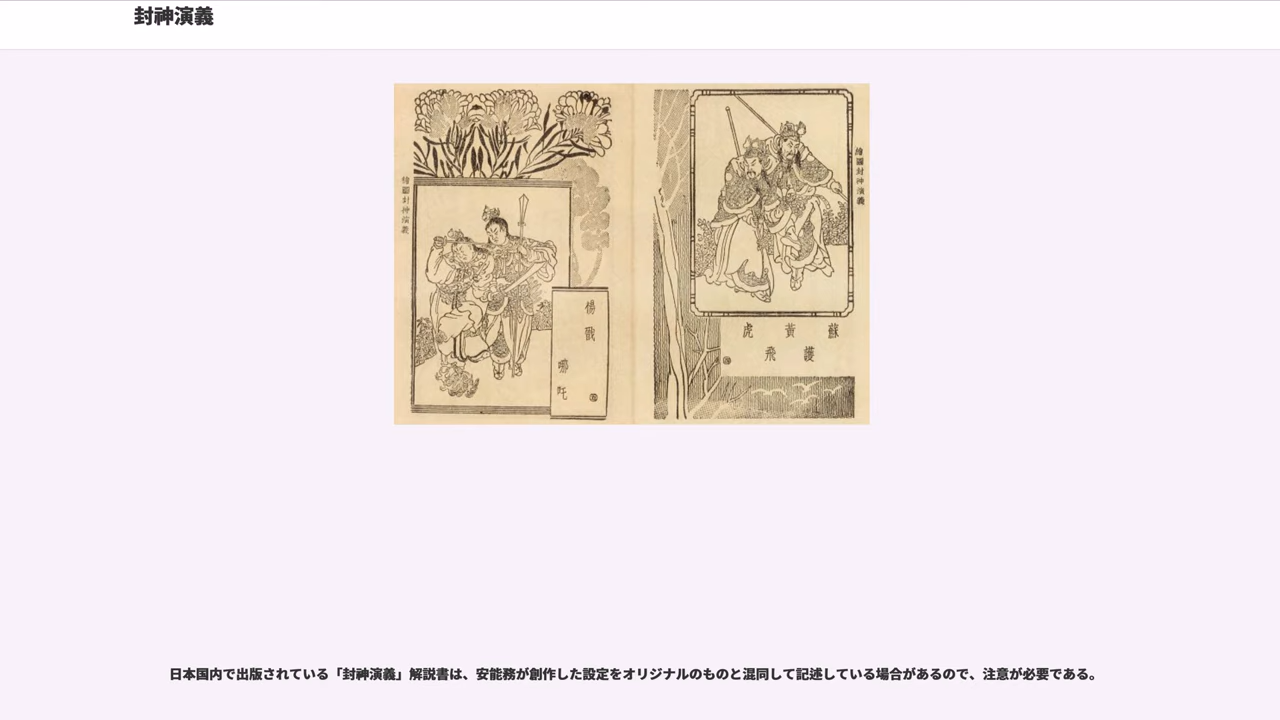 封神演義
繪圖封神演義
楊戩
哪吒
繪圖封神演義
蘇護
黃飛虎
日本国内で出版されている「封神演義」解説書は、安能務が創作した設定をオリジナルのものと混同して記述している場合があるので、注意が必要である。